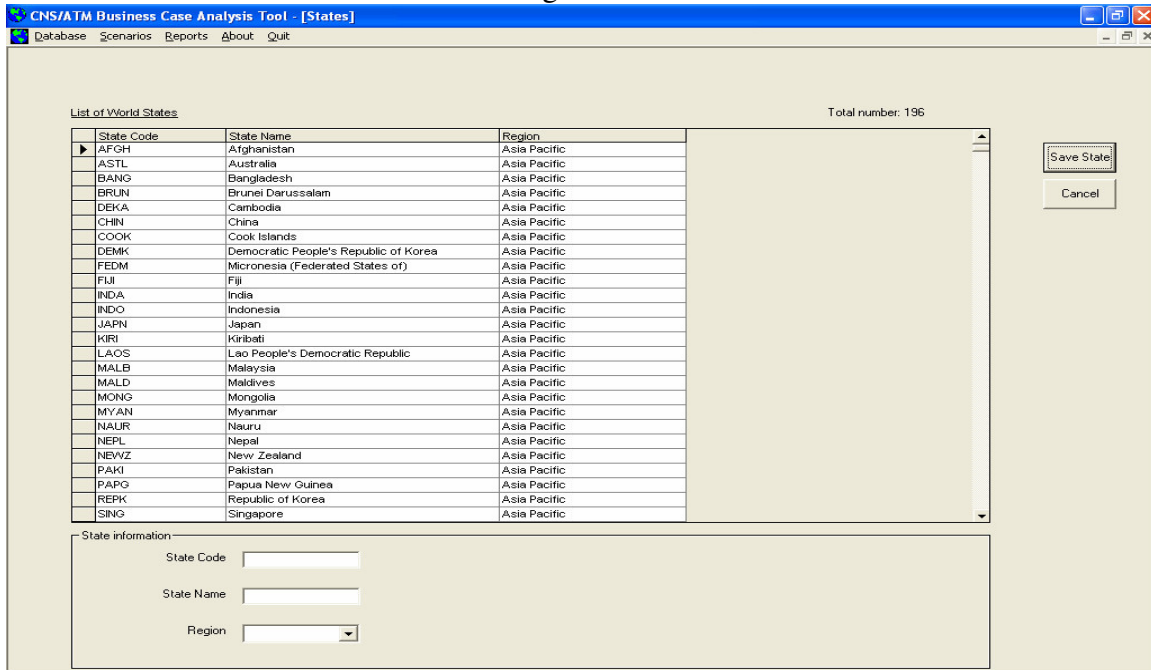 CNS/ATM Business Case Analysis Tool - [States]
Database Scenarios Reports About Quit
List of World States Total number: 196
State Code State Name Region
AFGH Afghanistan Asia Pacific
ASTL Australia Asia Pacific
BANG Bangladesh Asia Pacific
BRUN Brunei Darussalam Asia Pacific
DEKA Cambodia Asia Pacific
CHIN China Asia Pacific
COOK Cook Islands Asia Pacific
DEMK Democratic People's Republic of Korea Asia Pacific
FEDM Micronesia (Federated States of) Asia Pacific
FIJI Fiji Asia Pacific
INDA India Asia Pacific
INDO Indonesia Asia Pacific
JAPN Japan Asia Pacific
KIRI Kiribati Asia Pacific
LAOS Lao People's Democratic Republic Asia Pacific
MALB Malaysia Asia Pacific
MALD Maldives Asia Pacific
MONG Mongolia Asia Pacific
MYAN Myanmar Asia Pacific
NAUR Nauru Asia Pacific
NEPL Nepal Asia Pacific
NEWZ New Zealand Asia Pacific
PAKI Pakistan Asia Pacific
PAPG Papua New Guinea Asia Pacific
REPK Republic of Korea Asia Pacific
SING Singapore Asia Pacific
Save State
Cancel
State information
State Code
State Name
Region